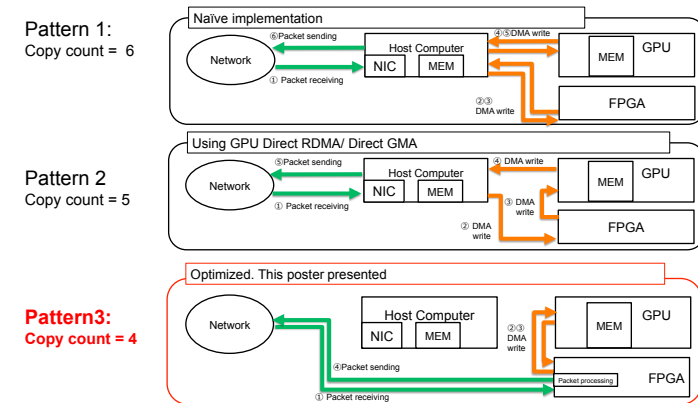 Pattern 1:
Copy count = 6
Naïve implementation
⑥Packet sending
Network
① Packet receiving
Host Computer
NIC
MEM
④⑤DMA write
②③
DMA write
MEM
GPU
FPGA
Pattern 2
Copy count = 5
Using GPU Direct RDMA/ Direct GMA
⑤Packet sending
Network
① Packet receiving
Host Computer
NIC
MEM
④ DMA write
③ DMA
write
② DMA
write
MEM
GPU
FPGA
Pattern3:
Copy count = 4
Optimized. This poster presented
Network
Host Computer
NIC
MEM
②③
DMA
write
MEM
GPU
④Packet sending
① Packet receiving
Packet processing
FPGA